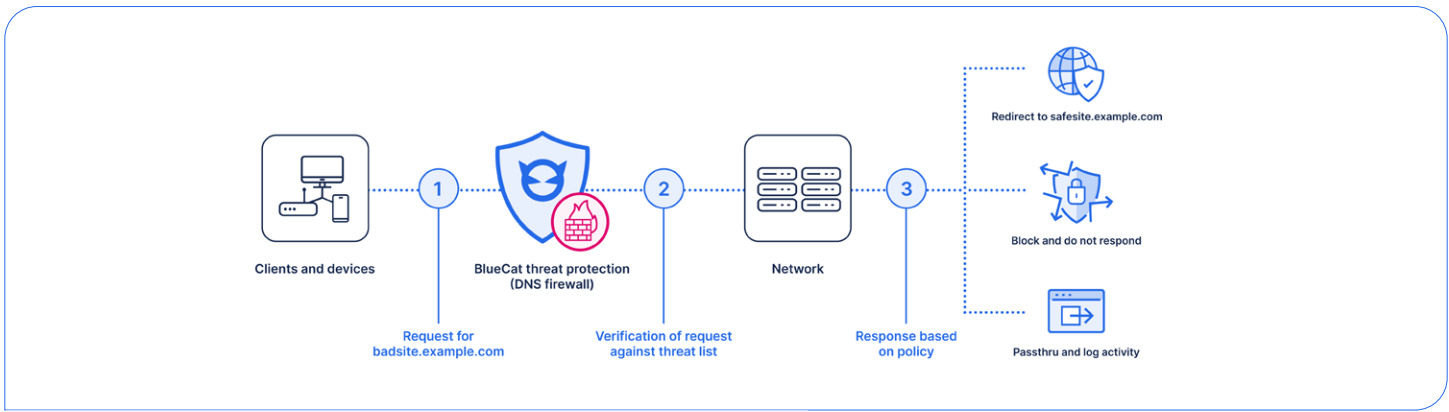 Clients and devices
1
Request for
badsite.example.com
BlueCat threat protection
(DNS firewall)
2
Verification of request
against threat list
Network
3
Response based
on policy
Redirect to safesite.example.com
Block and do not respond
Passthru and log activity